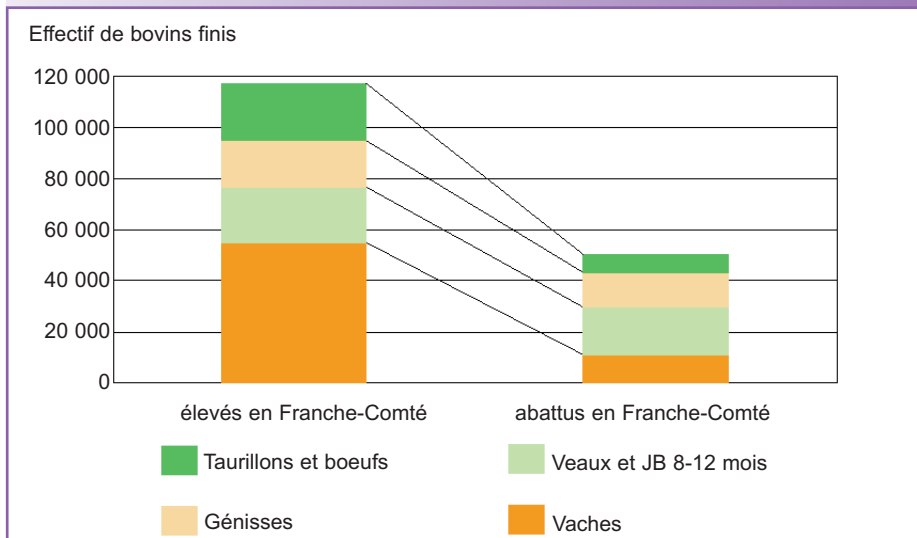 Effectif de bovins finis
120 000
100 000
80 000
60 000
40 000
20 000
0
élevés en Franche-Comté abattus en Franche-Comté
Taurillons et boeufs Veaux et JB 8-12 mois
Génisses Vaches